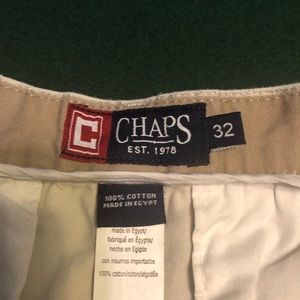 C CHAPS 32
EST. 1978
100% COTTON
MADE IN EGYPT
made in Egypt/
fabriqué en Égypte/
hecho en Egipto
con insumos importados
100% cotton/coton/algodón